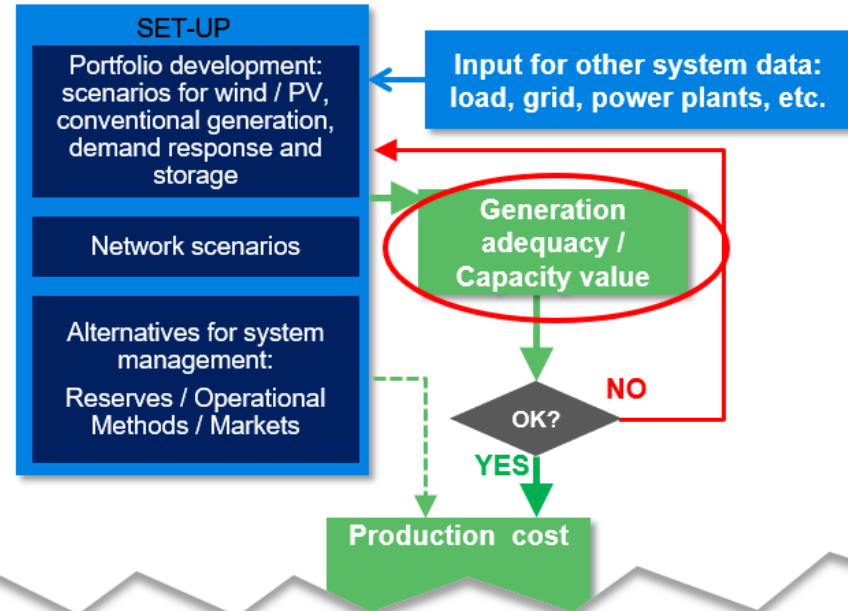 SET-UP
Portfolio development:
scenarios for wind / PV,
conventional generation,
demand response and
storage
Network scenarios
Alternatives for system
management:
Reserves / Operational
Methods / Markets
Input for other system data:
load, grid, power plants, etc.
Generation
adequacy /
Capacity value
NO
OK?
YES
Production cost